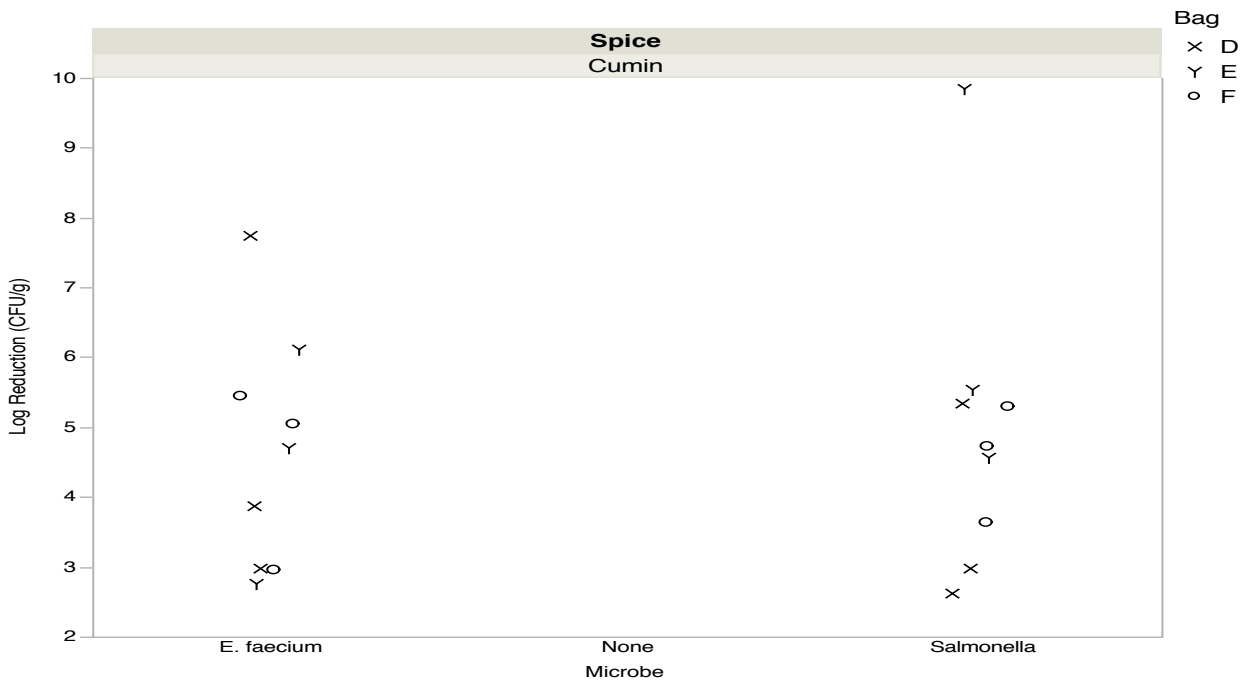 Spice
Cumin
Bag
D
E
F
Log Reduction (CFU/g)
10
9
8
7
6
5
4
3
2
E. faecium
None
Salmonella
Microbe